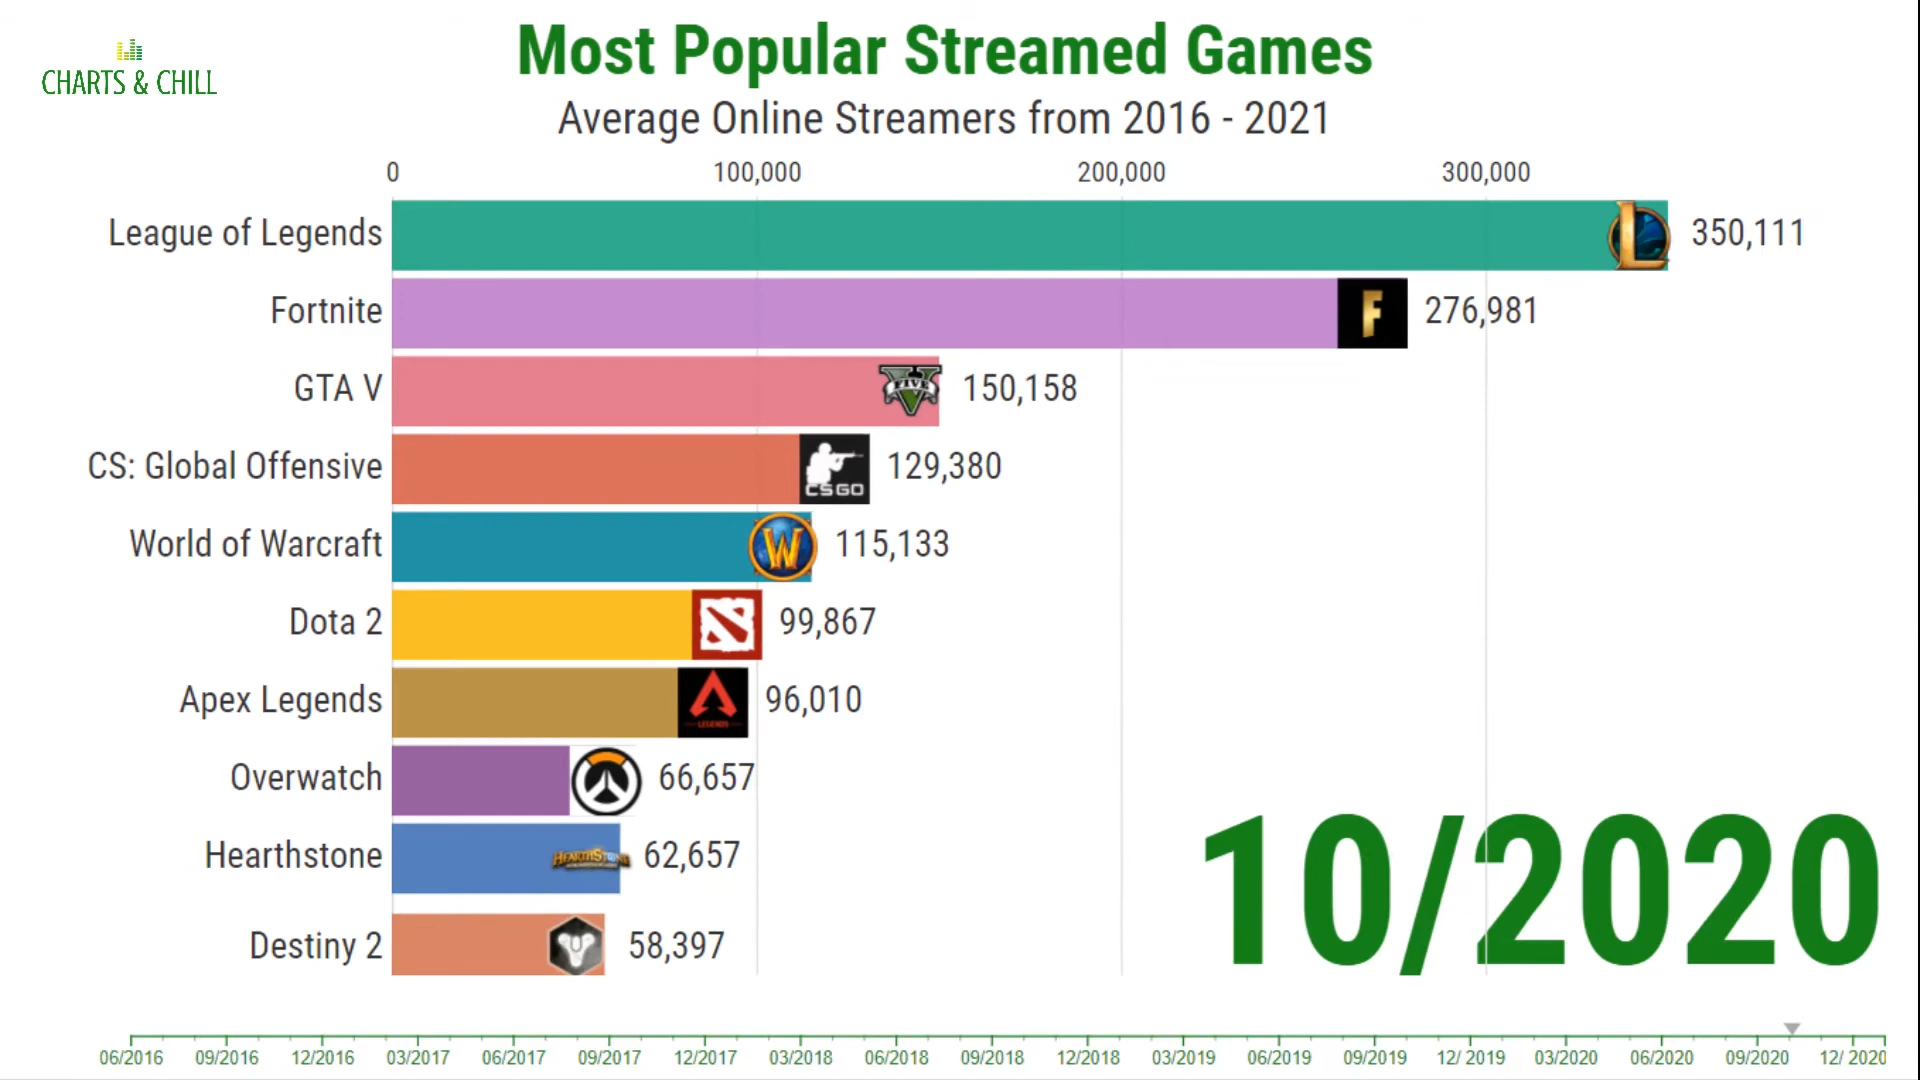 CHARTS & CHILL
Most Popular Streamed Games
Average Online Streamers from 2016 - 2021
0 100,000 200,000 300,000
League of Legends 350,111
Fortnite F 276,981
GTA V FIVE 150,158
CS: Global Offensive CSGO 129,380
World of Warcraft W 115,133
Dota 2 99,867
Apex Legends LEGENDS 96,010
Overwatch 66,657
Hearthstone HEARTHSTONE 62,657
Destiny 2 58,397
10/2020
06/2016 09/2016 12/2016 03/2017 06/2017 09/2017 12/2017 03/2018 06/2018 09/2018 12/2018 03/2019 06/2019 09/2019 12/ 2019 03/2020 06/2020 09/2020 12/ 2020